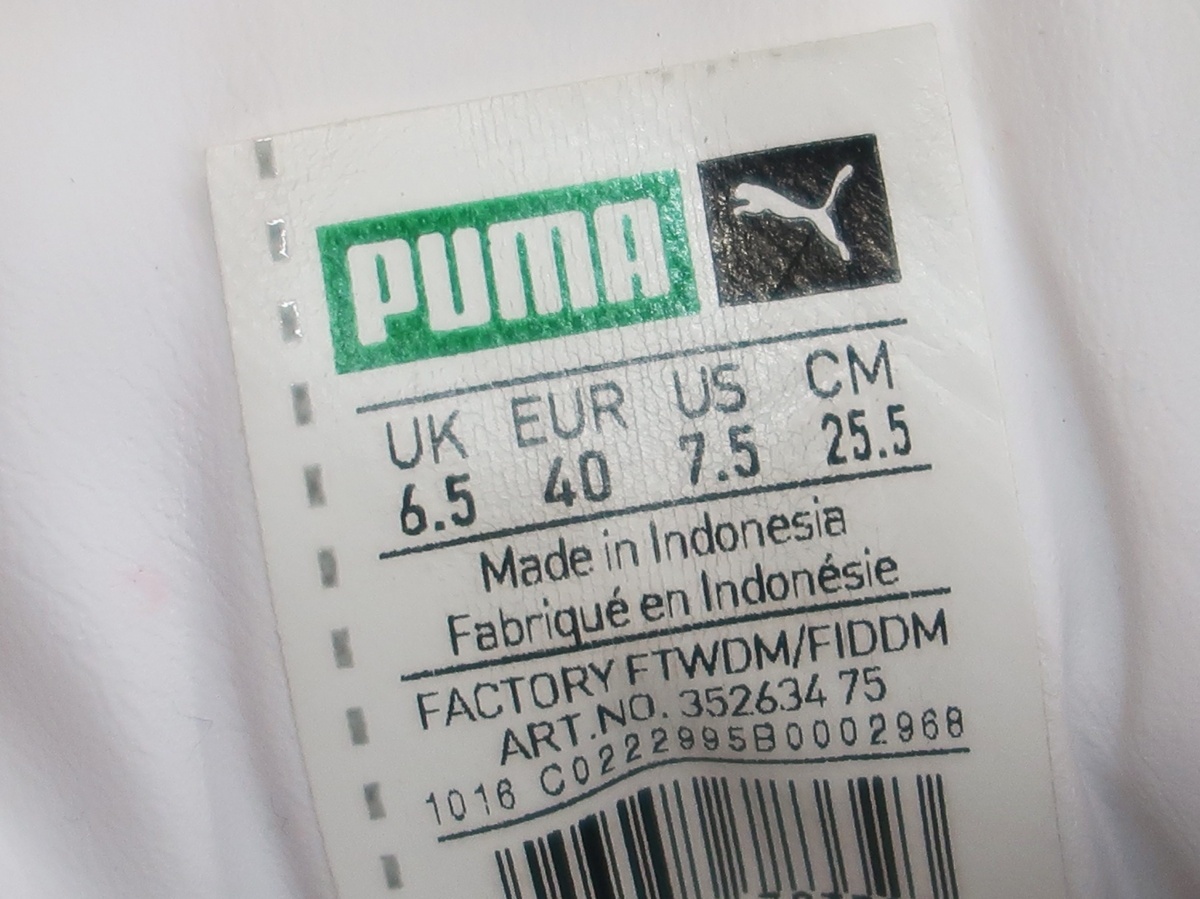 PUMA
UK EUR US CM
6.5 40 7.5 25.5
Made in Indonesia
Fabriqué en Indonésie
FACTORY FTWDM/FIDDM
ART.NO. 352634 75
1016 C0222995B0002968